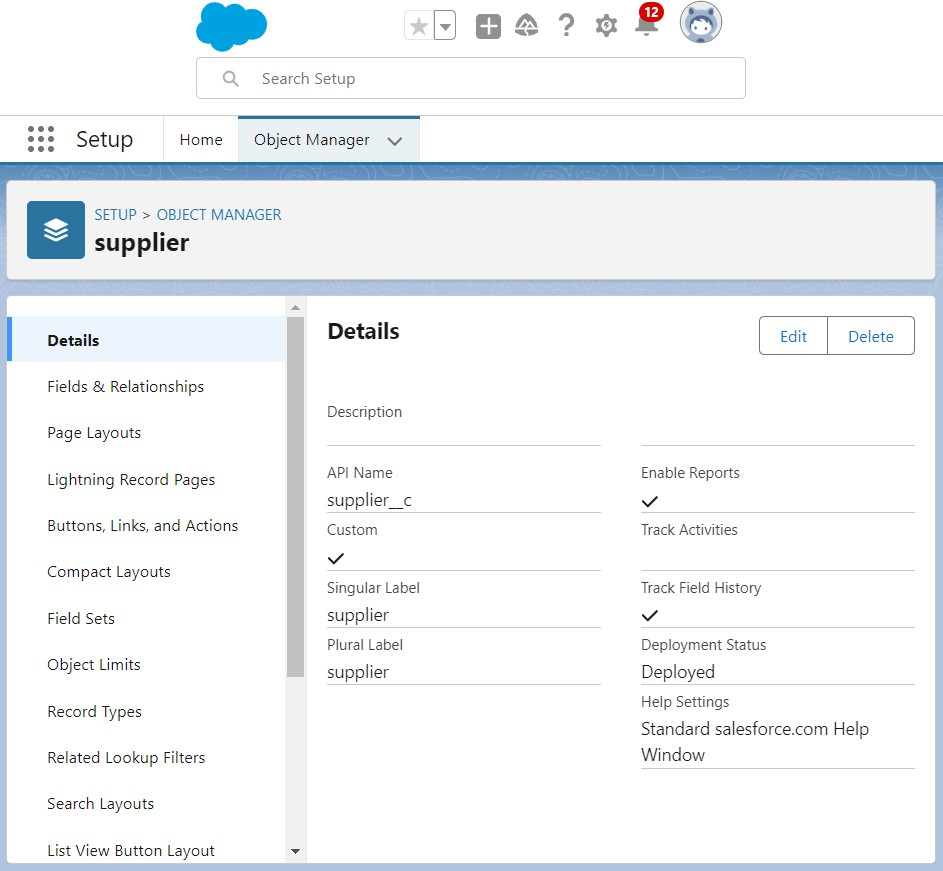 12
Search Setup
Setup
Home
Object Manager
SETUP > OBJECT MANAGER
supplier
Details
Fields & Relationships
Page Layouts
Lightning Record Pages
Buttons, Links, and Actions
Compact Layouts
Field Sets
Object Limits
Record Types
Related Lookup Filters
Search Layouts
List View Button Layout
Details
Edit
Delete
Description
API Name
supplier__c
Custom
Singular Label
supplier
Plural Label
supplier
Enable Reports
Track Activities
Track Field History
Deployment Status
Deployed
Help Settings
Standard salesforce.com Help
Window